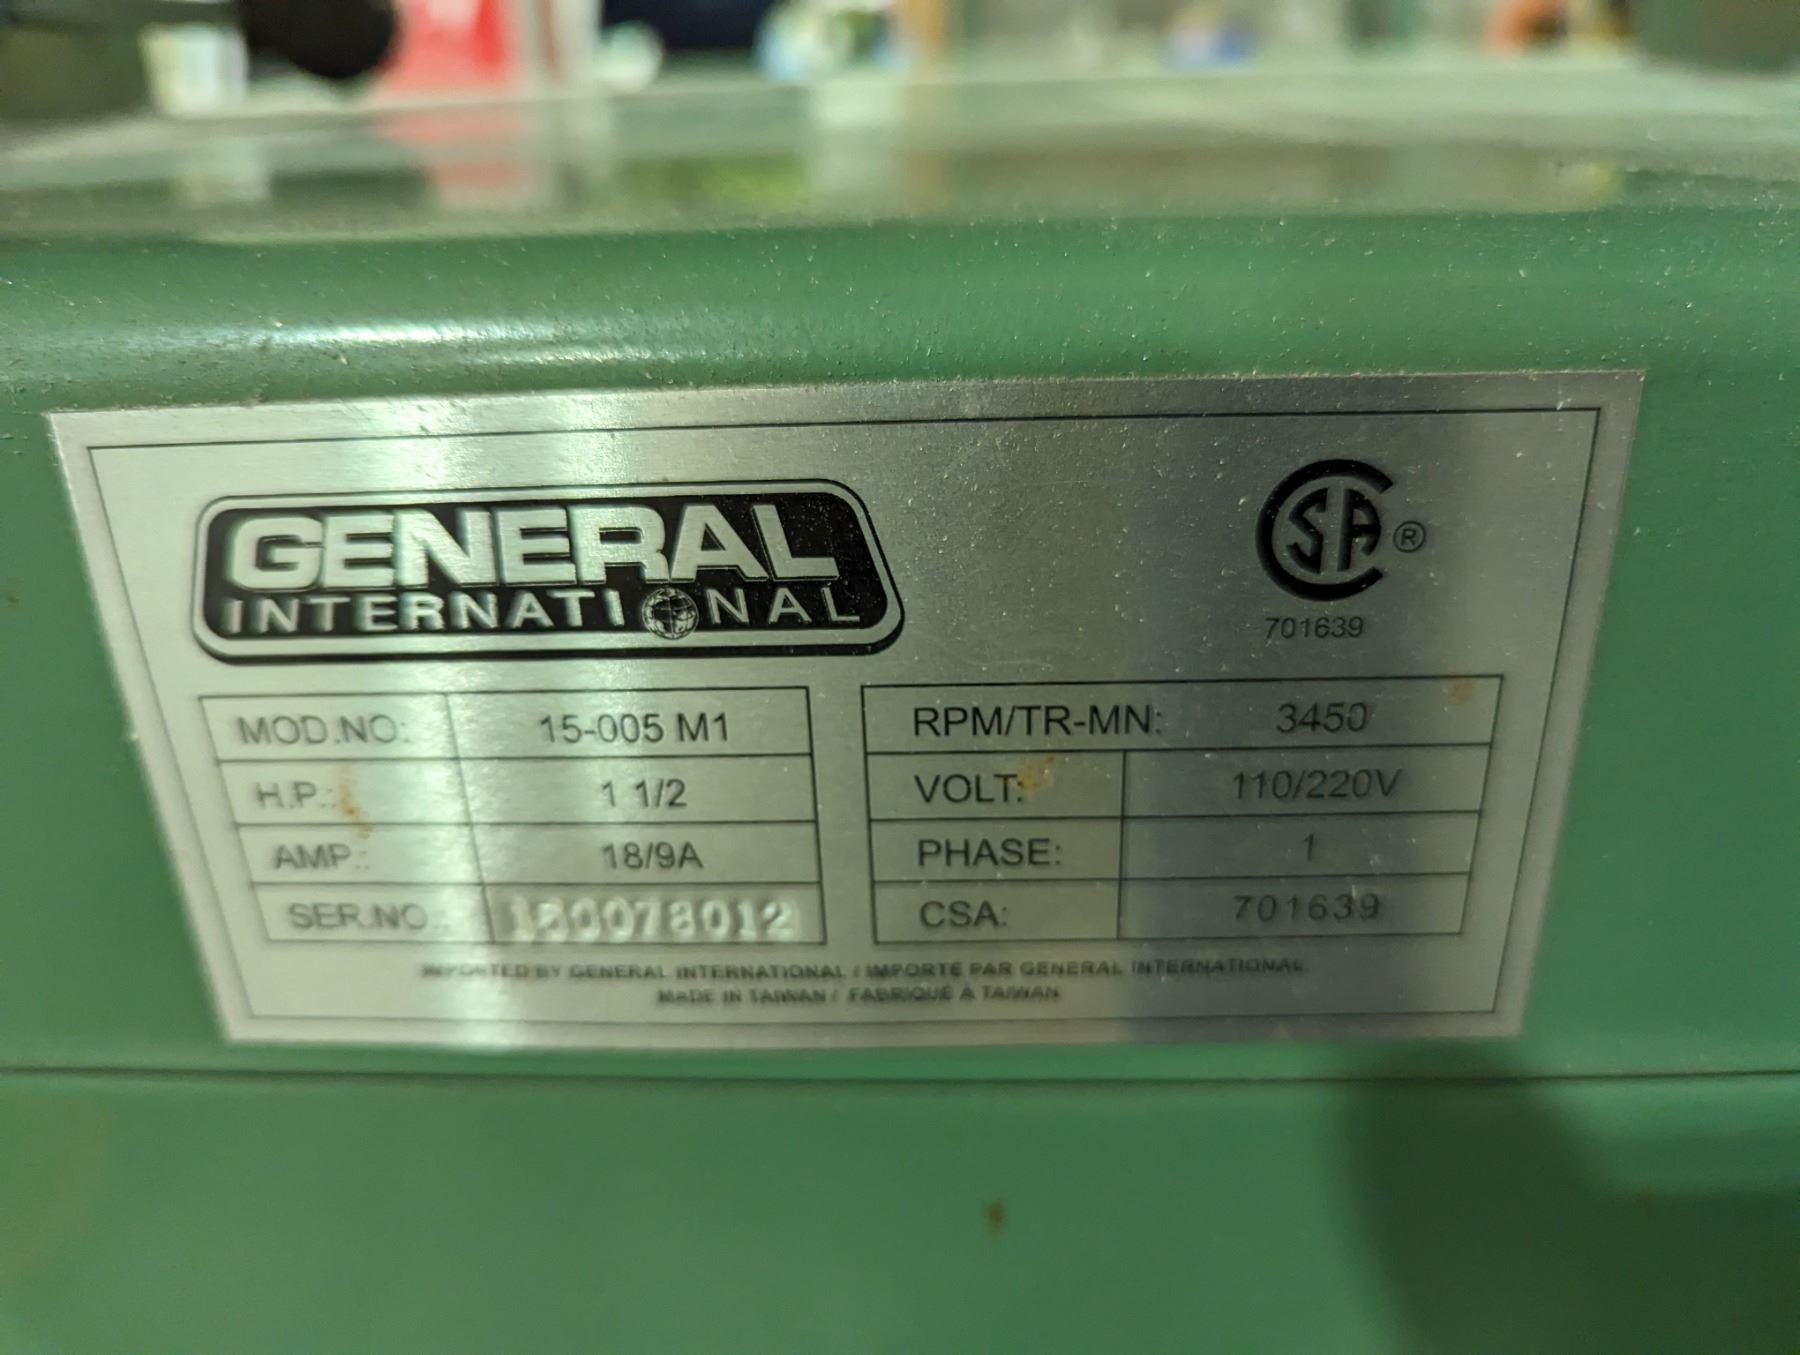 GENERAL
INTERNATIONAL
SA ®
701639
MOD.NO: 15-005 M1
H.P.: 1 1/2
AMP.: 18/9A
SER.NO.:
RPM/TR-MN: 3450
VOLT: 110/220V
PHASE: 1
CSA: 701639
IMPORTED BY GENERAL INTERNATIONAL / IMPORTÉ PAR GENERAL INTERNATIONAL
MADE IN TAIWAN / FABRIQUÉ À TAIWAN